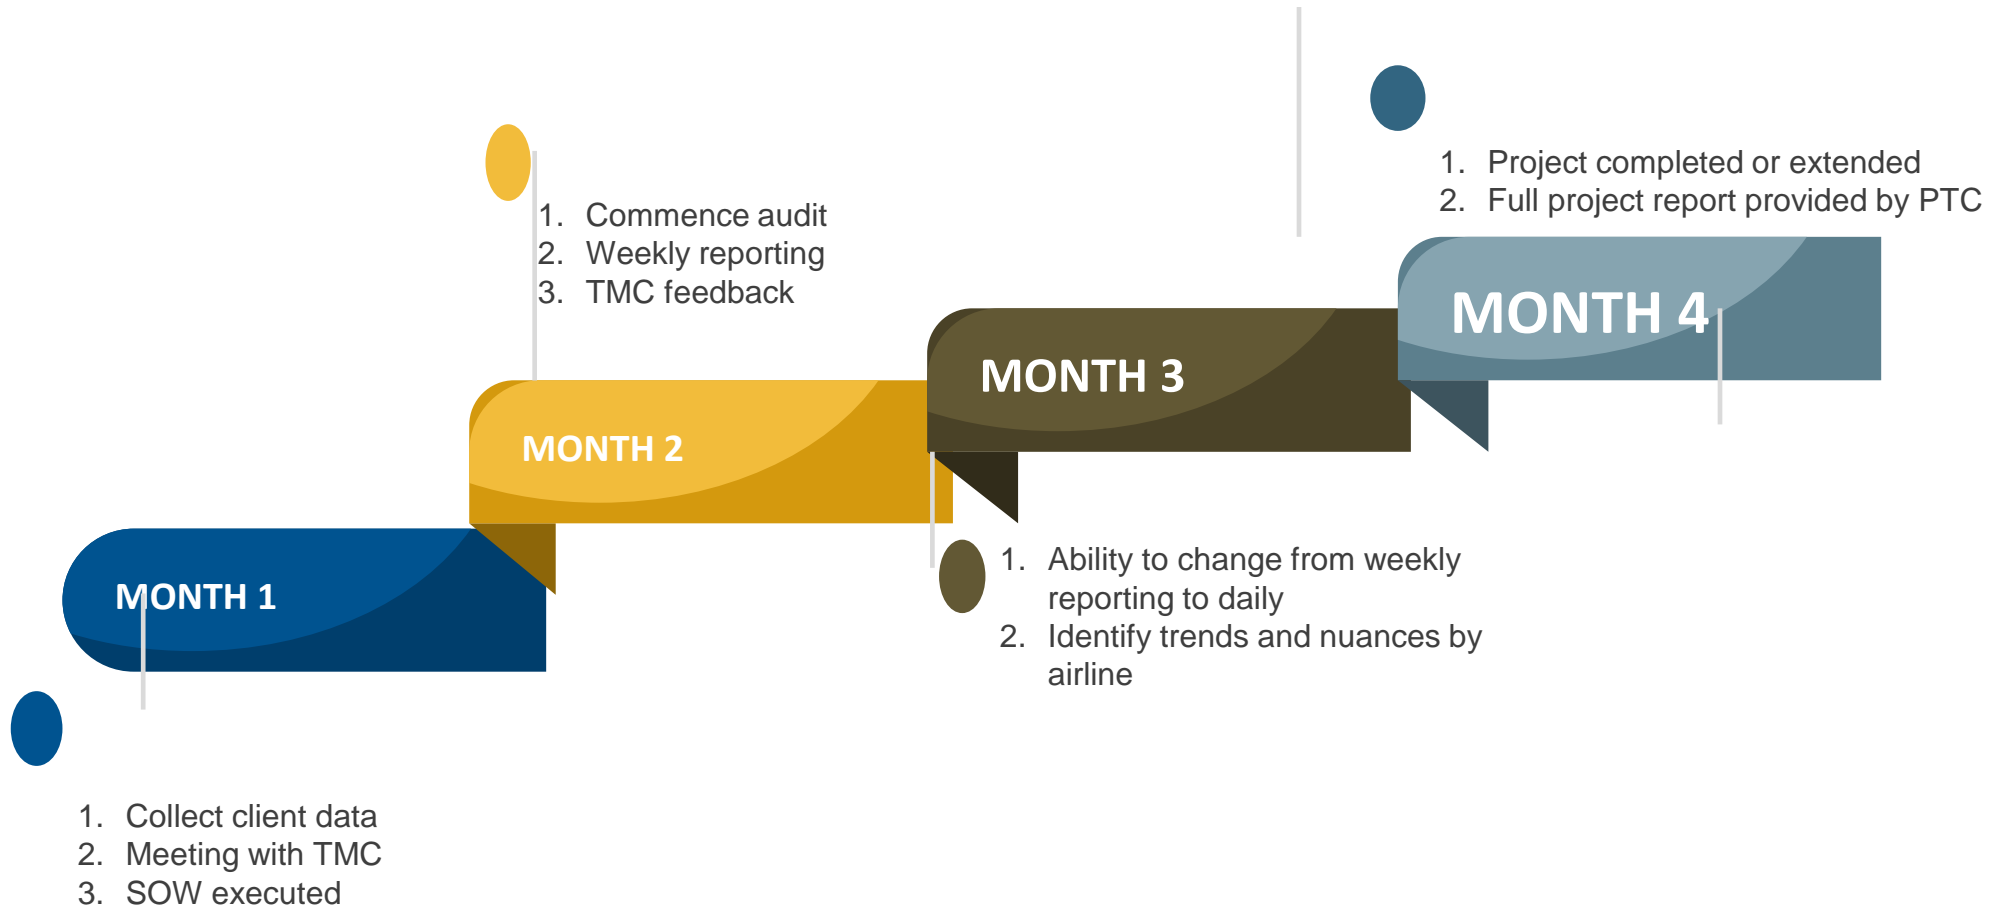 MONTH 1
1. Collect client data
2. Meeting with TMC
3. SOW executed
MONTH 2
1. Commence audit
2. Weekly reporting
3. TMC feedback
MONTH 3
1. Ability to change from weekly
reporting to daily
2. Identify trends and nuances by
airline
MONTH 4
1. Project completed or extended
2. Full project report provided by PTC